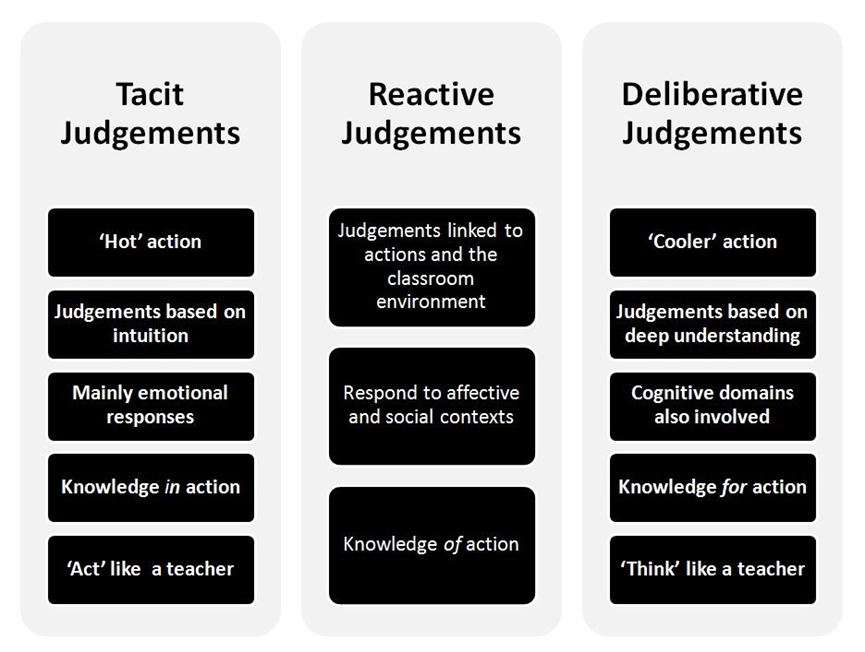 Tacit
Judgements
‘Hot’ action
Judgements based on
intuition
Mainly emotional
responses
Knowledge in action
‘Act’ like a teacher
Reactive
Judgements
Judgements linked to
actions and the
classroom
environment
Respond to affective
and social contexts
Knowledge of action
Deliberative
Judgements
‘Cooler’ action
Judgements based on
deep understanding
Cognitive domains
also involved
Knowledge for action
‘Think’ like a teacher